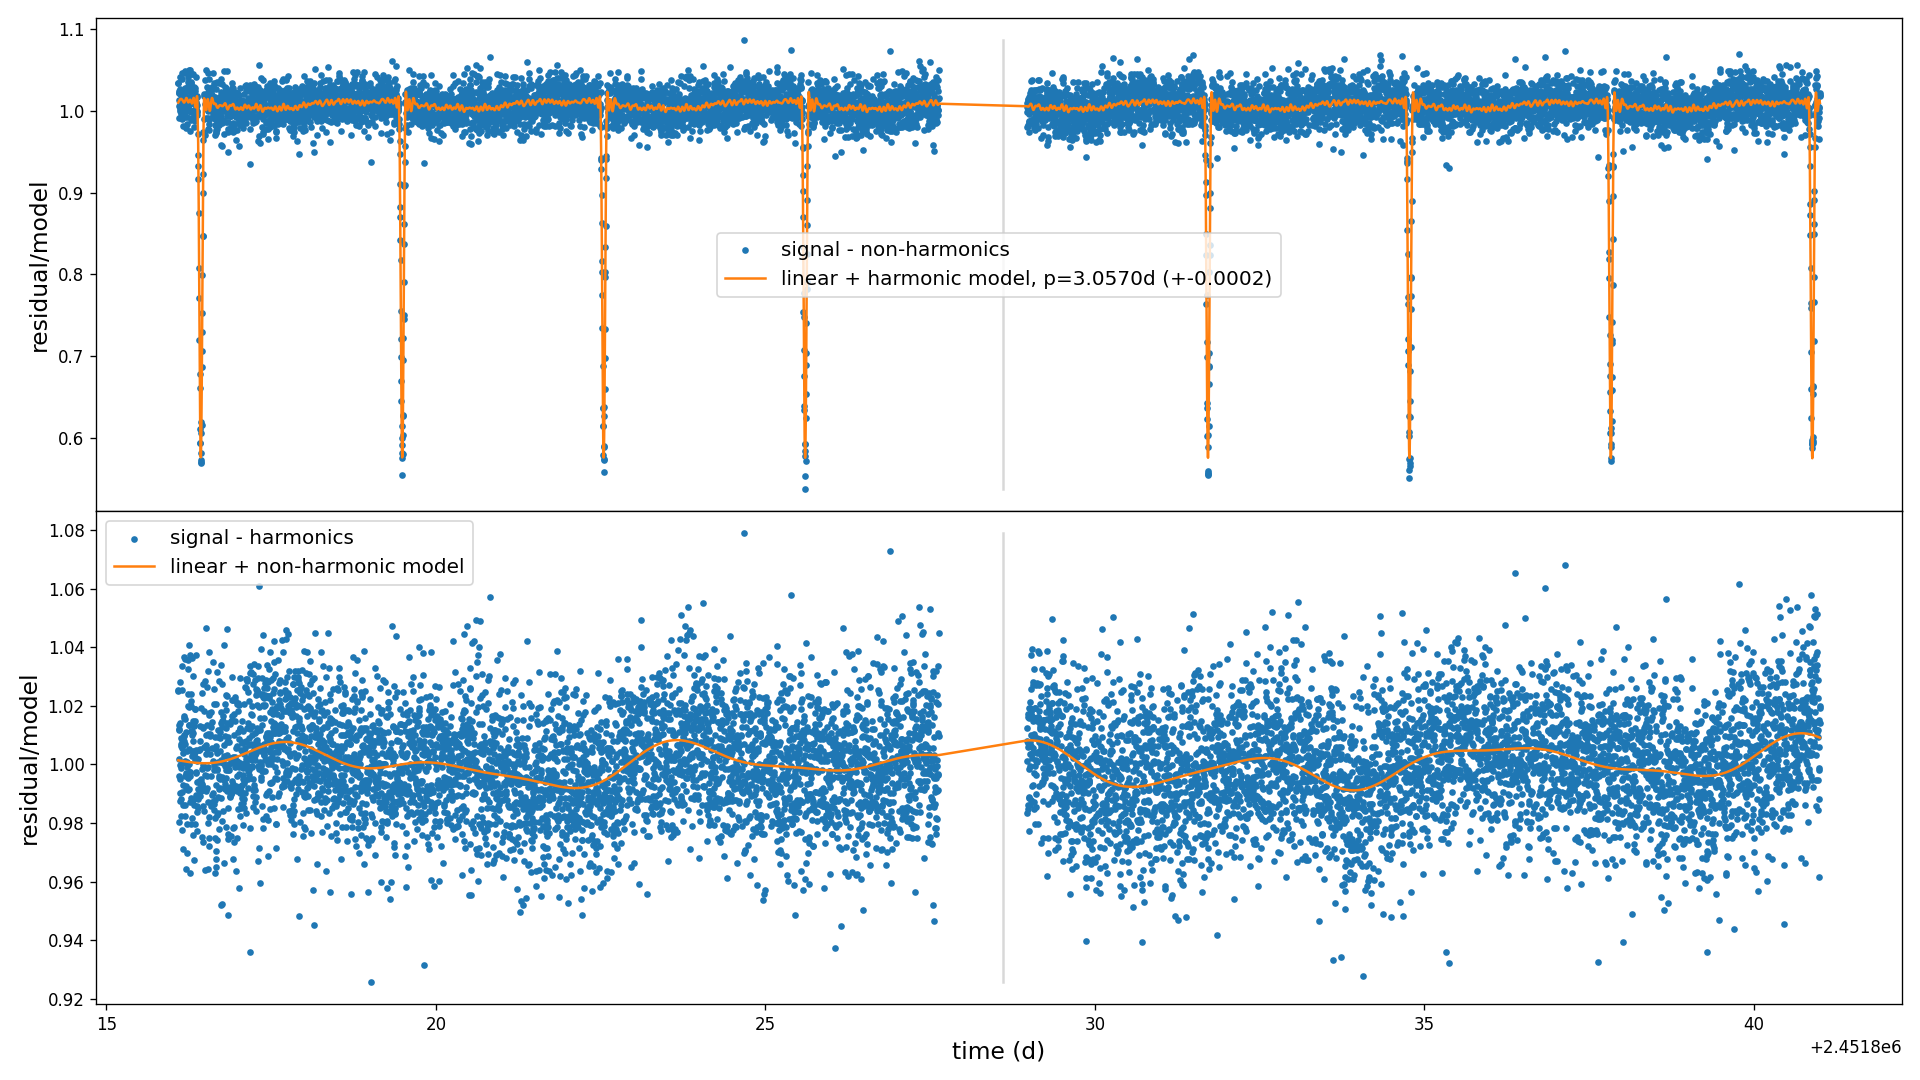 1.1
1.0
0.9
0.8
0.7
0.6
residual/model
signal - non-harmonics
linear + harmonic model, p=3.0570d (+-0.0002)
1.08
1.06
1.04
1.02
1.00
0.98
0.96
0.94
0.92
residual/model
signal - harmonics
linear + non-harmonic model
15
20
25
30
35
40
time (d)
+2.4518e6